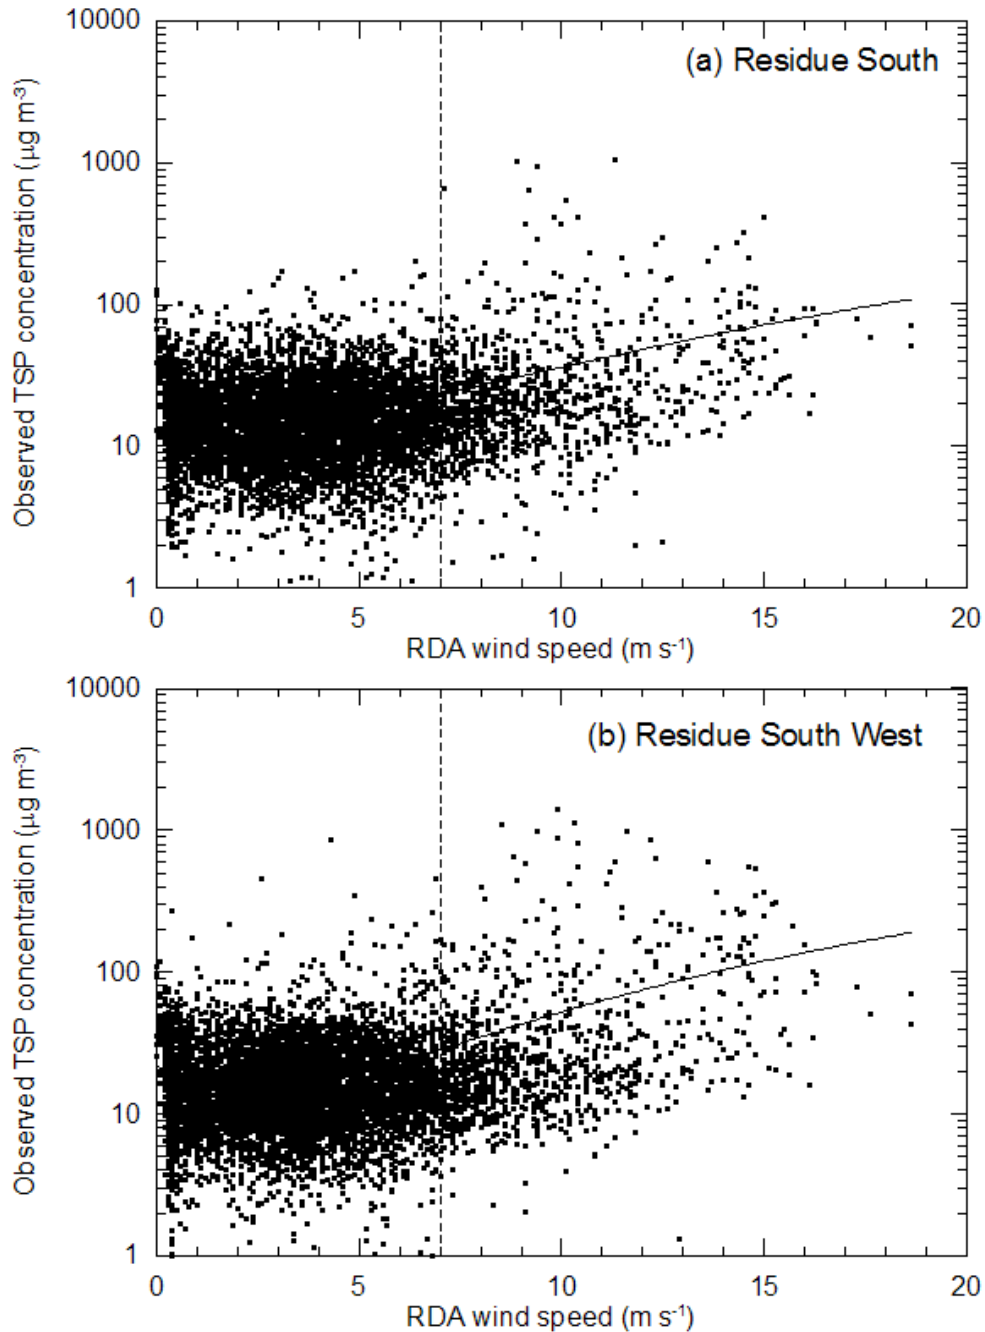 (a) Residue South
Observed TSP concentration (µg m-3)
10000
1000
100
10
1
0 5 10 15 20
RDA wind speed (m s-1)
(b) Residue South West
Observed TSP concentration (µg m-3)
10000
1000
100
10
1
0 5 10 15 20
RDA wind speed (m s-1)